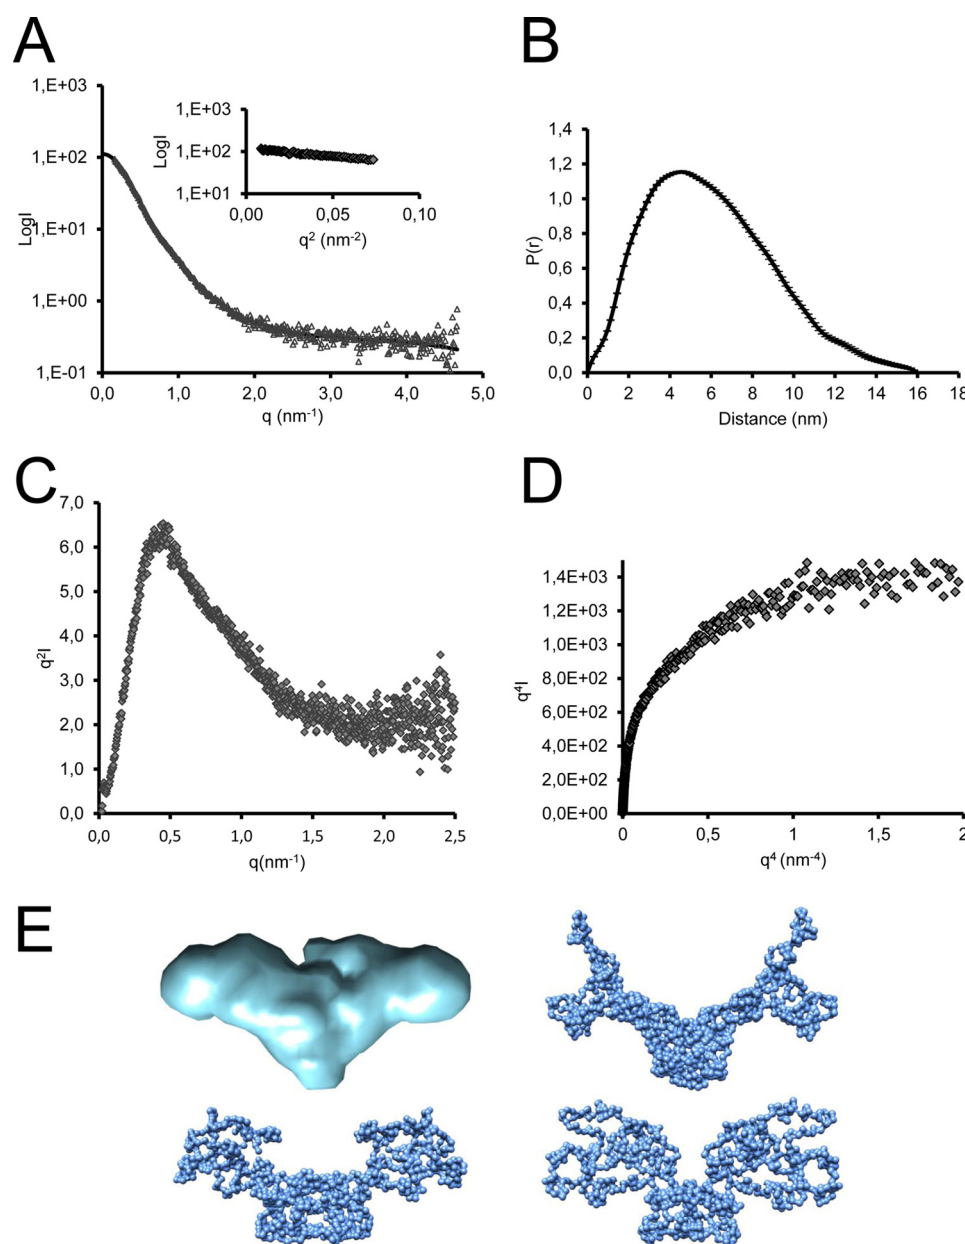 A
1,E+03
1,E+02
1,E+01
1,E+00
1,E-01
LogI
0,0
1,0
2,0
3,0
4,0
5,0
q (nm-1)
1,E+03
1,E+02
1,E+01
LogI
0,00
0,05
0,10
q2 (nm-2)
B
1,4
1,2
1,0
0,8
0,6
0,4
0,2
0,0
P(r)
0 2 4 6 8 10 12 14 16 18
Distance (nm)
C
7,0
6,0
5,0
4,0
3,0
2,0
1,0
0,0
q2I
0,0 0,5 1,0 1,5 2,0 2,5
q(nm-1)
D
1,4E+03
1,2E+03
1,0E+03
8,0E+02
6,0E+02
4,0E+02
2,0E+02
0,0E+00
q4I
0 0,5 1 1,5 2
q4 (nm-4)
E